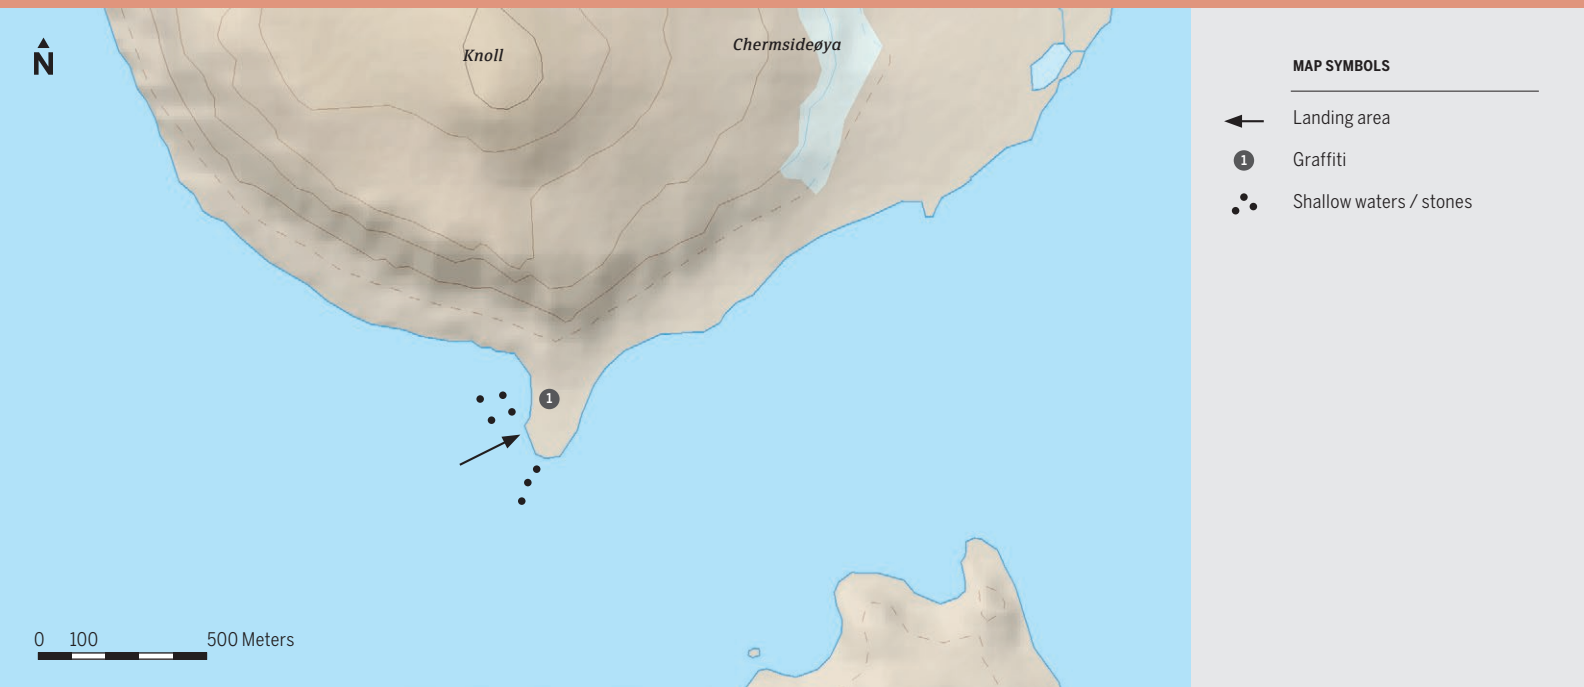 N
Knoll
Chermsideøya
1
0 100 500 Meters
MAP SYMBOLS
Landing area
1 Graffiti
Shallow waters / stones